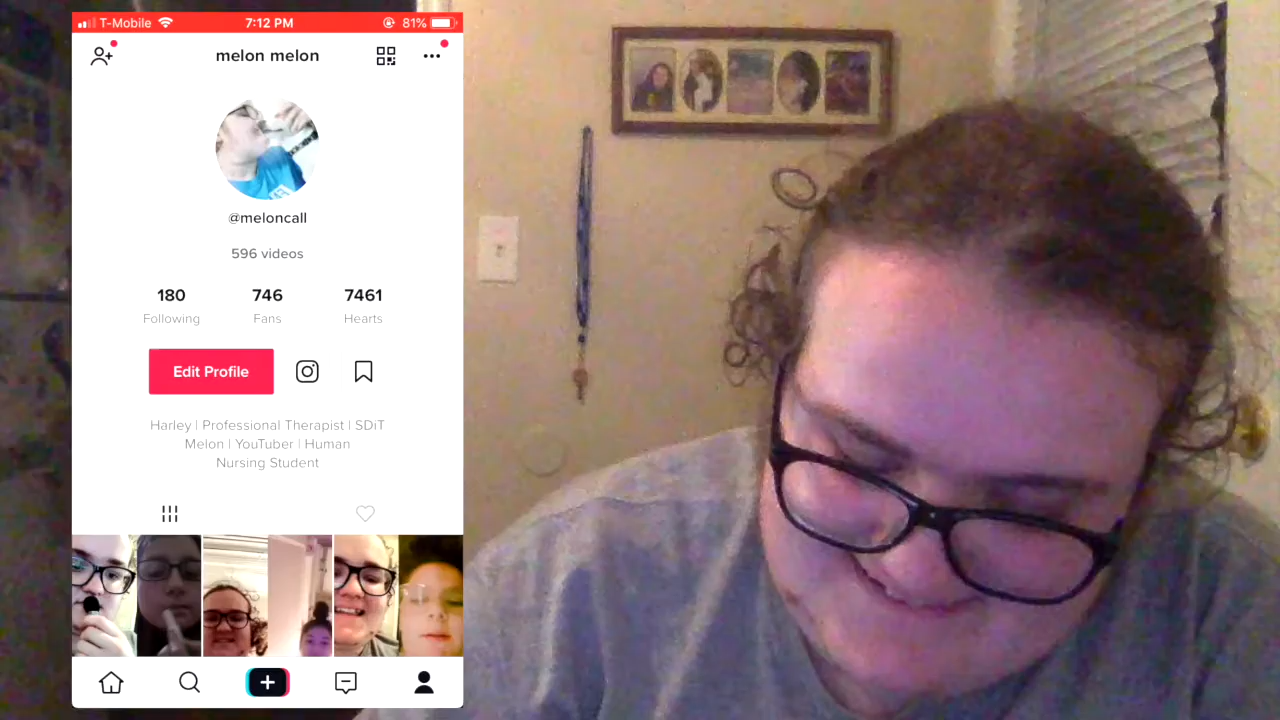 T-Mobile 7:12 PM 81%
melon melon
@meloncall
596 videos
180 746 7461
Following Fans Hearts
Edit Profile
Harley | Professional Therapist | SDiT
Melon | YouTuber | Human
Nursing Student